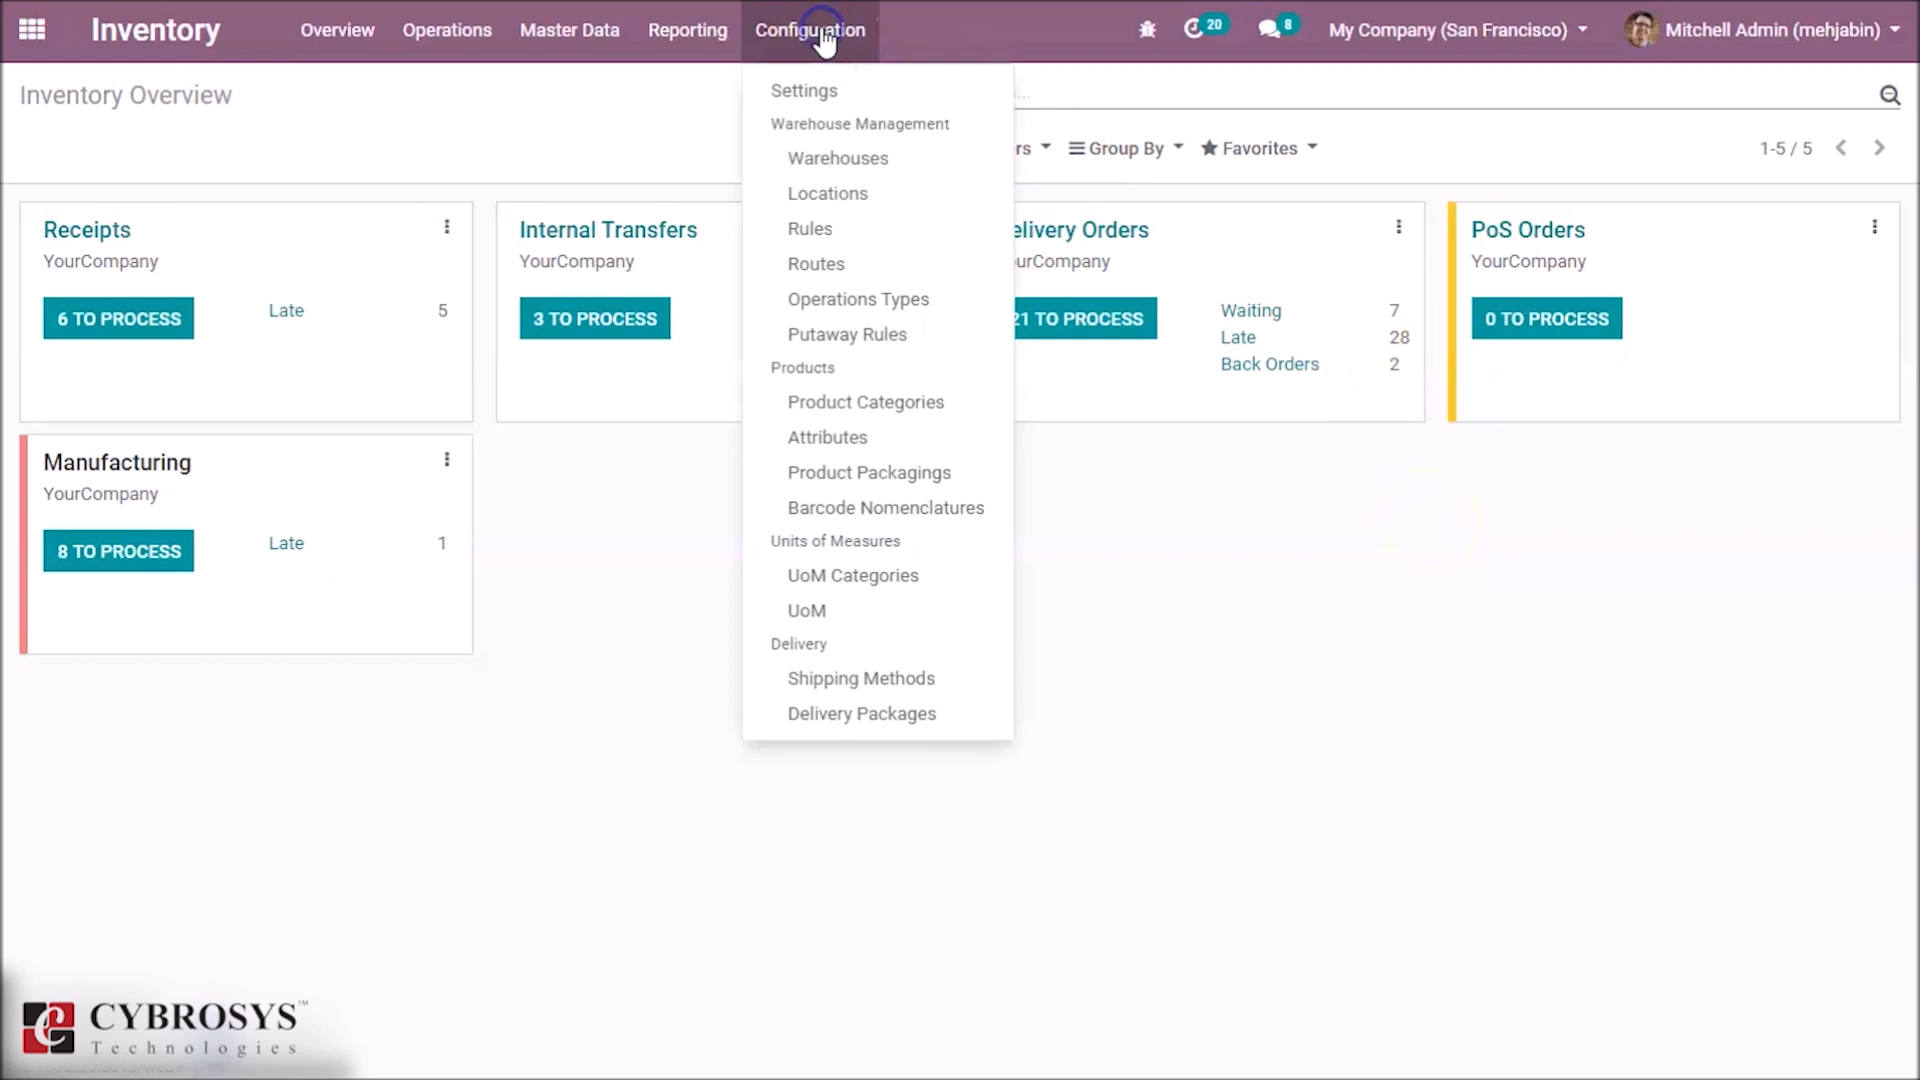 Inventory Overview Operations Master Data Reporting Configuration 20 8 My Company (San Francisco) Mitchell Admin (mehjabin)
Inventory Overview
Settings
Warehouse Management
Warehouses
Locations
Rules
Routes
Operations Types
Putaway Rules
Products
Product Categories
Attributes
Product Packagings
Barcode Nomenclatures
Units of Measures
UoM Categories
UoM
Delivery
Shipping Methods
Delivery Packages
...
rs Group By Favorites 1-5 / 5
Receipts
YourCompany
6 TO PROCESS Late 5
Internal Transfers
YourCompany
3 TO PROCESS
elivery Orders
urCompany
21 TO PROCESS
Waiting 7
Late 28
Back Orders 2
PoS Orders
YourCompany
0 TO PROCESS
Manufacturing
YourCompany
8 TO PROCESS Late 1
CYBROSYS™
Technologies